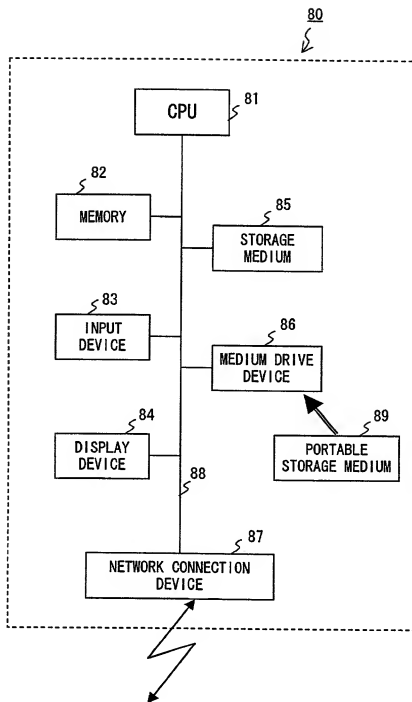 80
CPU
81
82
MEMORY
85
STORAGE
MEDIUM
83
INPUT
DEVICE
86
MEDIUM DRIVE
DEVICE
84
DISPLAY
DEVICE
89
PORTABLE
STORAGE MEDIUM
88
87
NETWORK CONNECTION
DEVICE